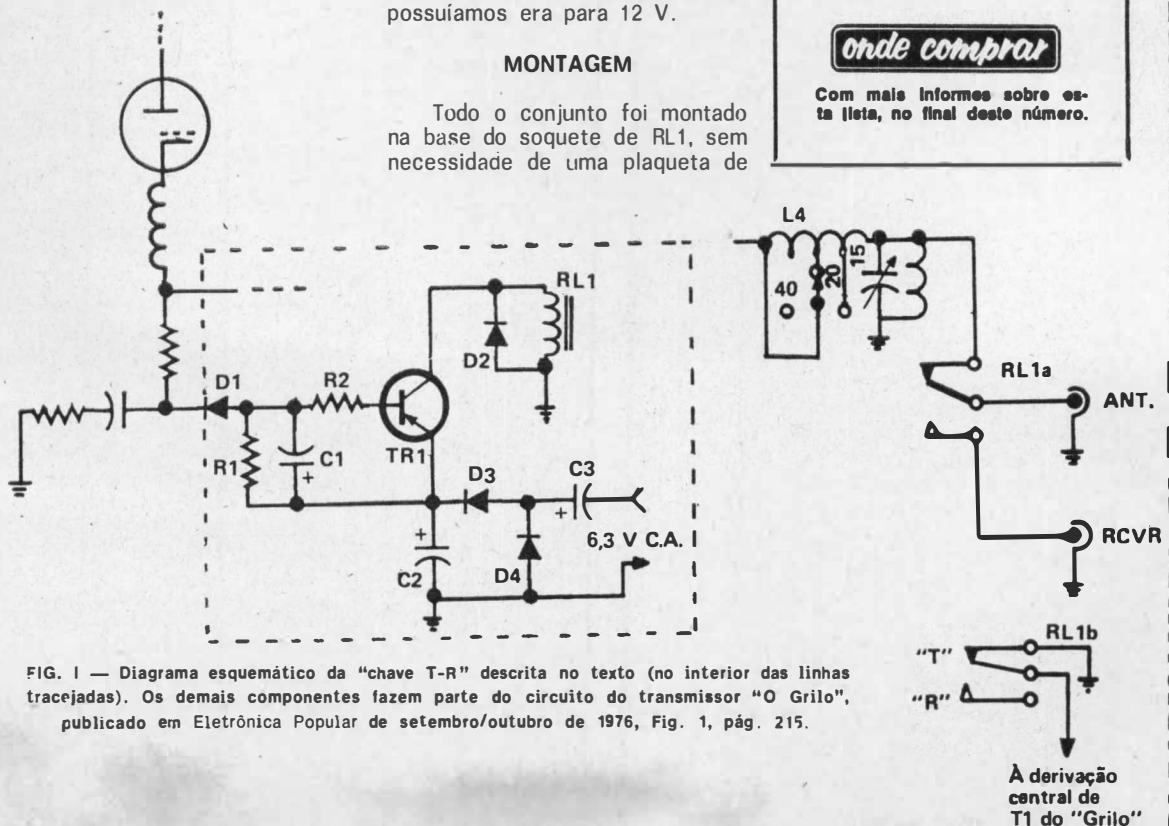 possuíamos era para 12 V.
MONTAGEM
Todo o conjunto foi montado
na base do soquete de RL1, sem
necessidade de uma plaqueta de
onde comprar
Com mais informes sobre es-
ta lista, no final deste número.
L4
40
20
15
RL1
D2
RL1a
ANT.
D1
R2
R1
C1
+
TR1
D3
C3
+
6,3 V C.A.
+
C2
D4
RCVR
RL1b
"T"
"R"
À derivação
central de
T1 do "Grilo"
FIG. 1 — Diagrama esquemático da "chave T-R" descrita no texto (no interior das linhas
tracejadas). Os demais componentes fazem parte do circuito do transmissor "O Grilo",
publicado em Eletrônica Popular de setembro/outubro de 1976, Fig. 1, pág. 215.